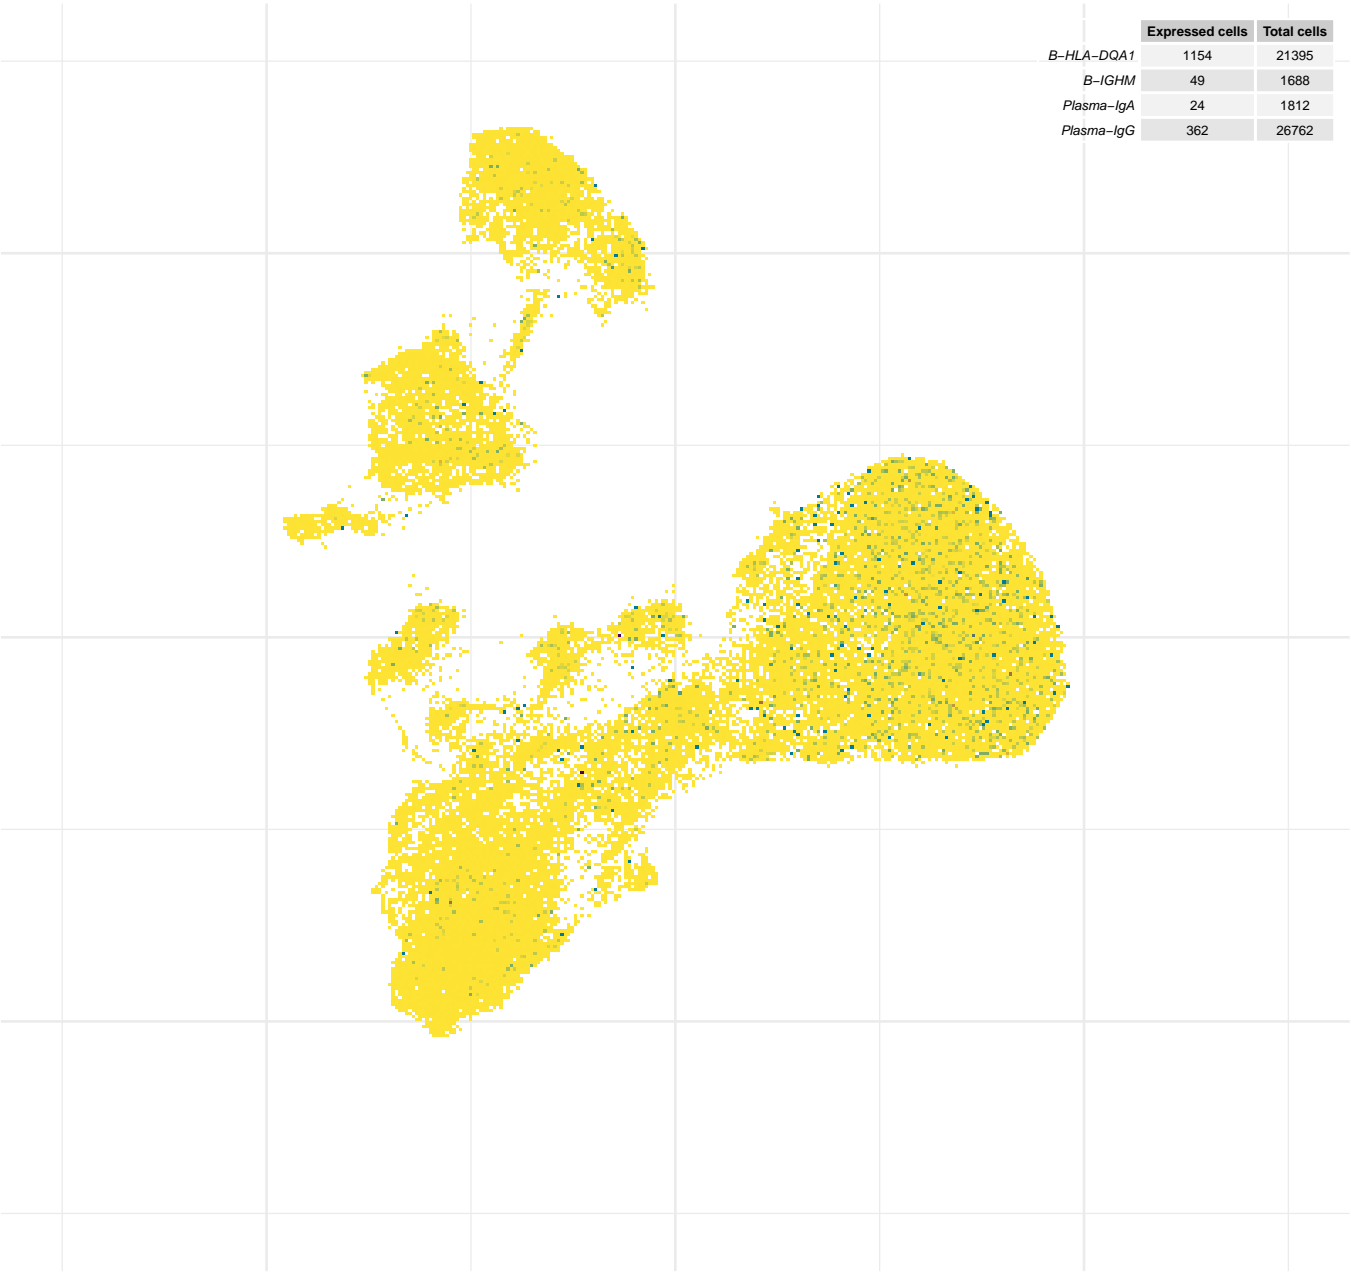 Expressed cells Total cells
B−HLA−DQA1 1154 21395
B−IGHM 49 1688
Plasma−IgA 24 1812
Plasma−IgG 362 26762